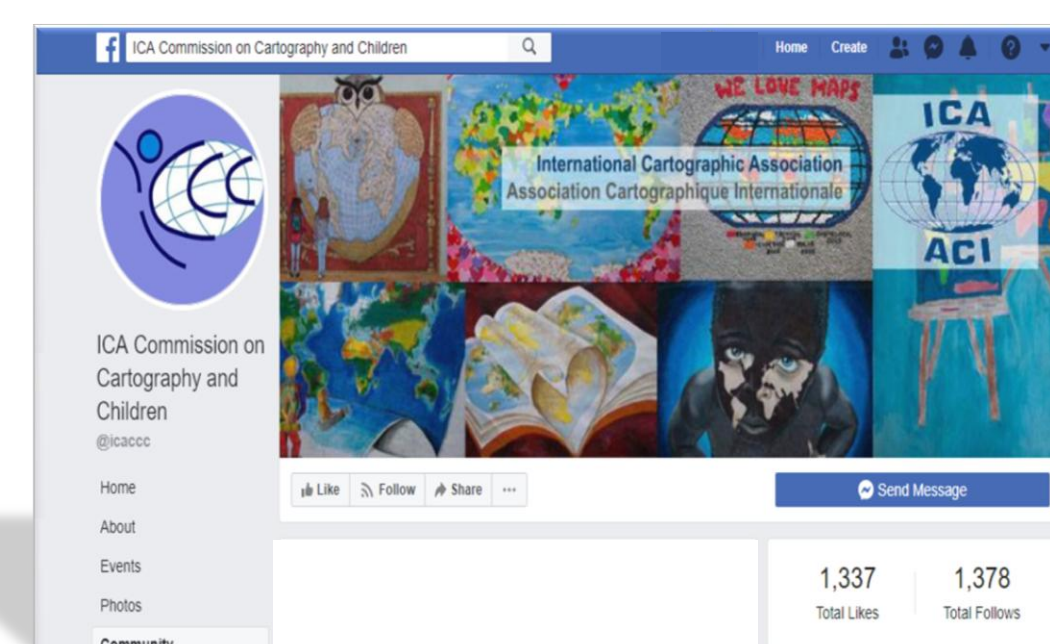 ICA Commission on Cartography and Children
Home
Create
WE LOVE MAPS
International Cartographic Association
Association Cartographique Internationale
ICA
ACI
ICA Commission on
Cartography and
Children
@icaccc
Home
About
Events
Photos
Community
Like
Follow
Share
Send Message
1,337
Total Likes
1,378
Total Follows